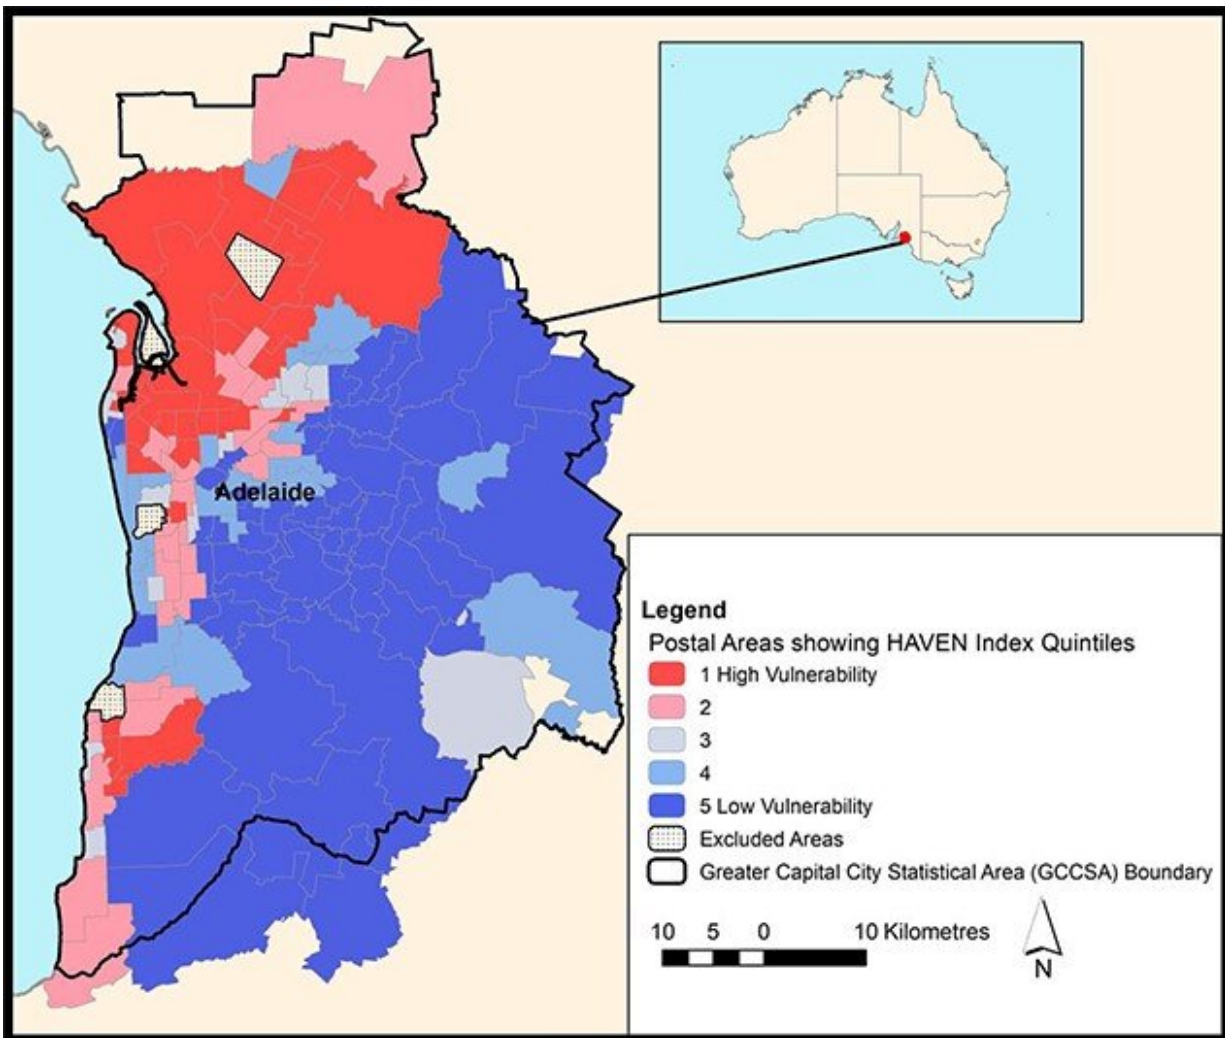 Adelaide
Legend
Postal Areas showing HAVEN Index Quintiles
1 High Vulnerability
2
3
4
5 Low Vulnerability
Excluded Areas
Greater Capital City Statistical Area (GCCSA) Boundary
10 5 0 10 Kilometres
N